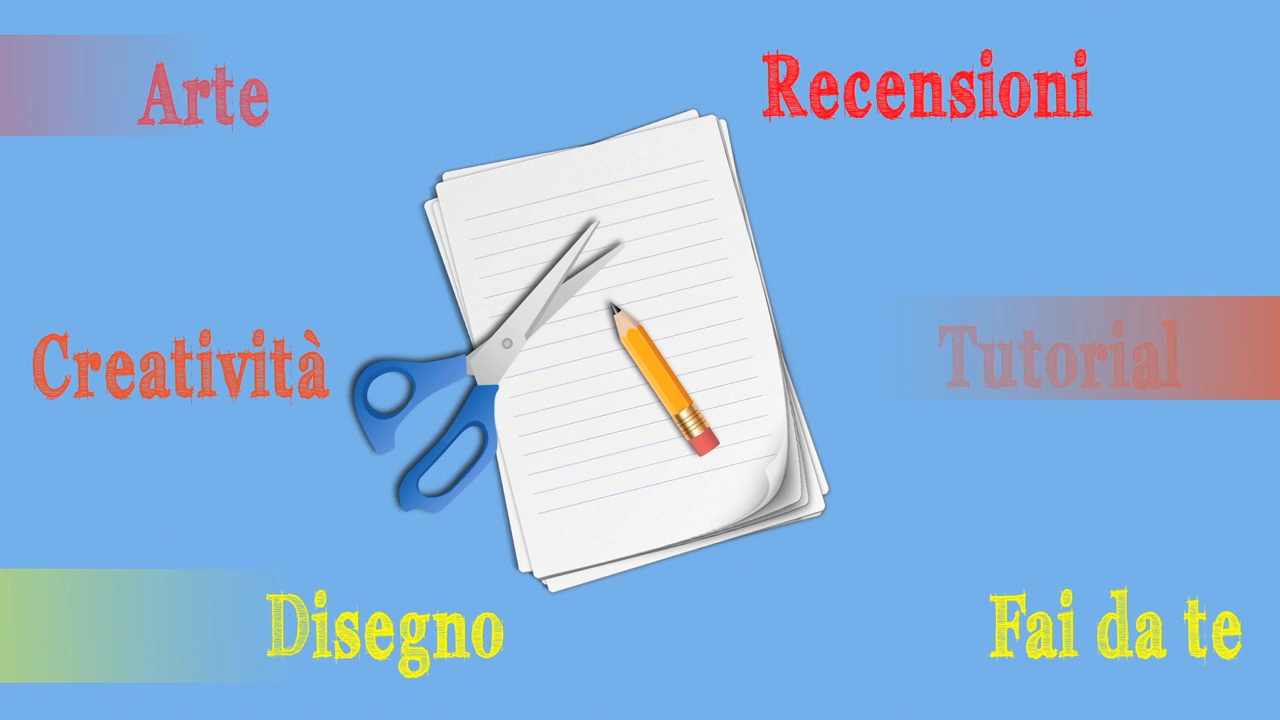 Arte
Recensioni
Creatività
Tutorial
Disegno
Fai da te